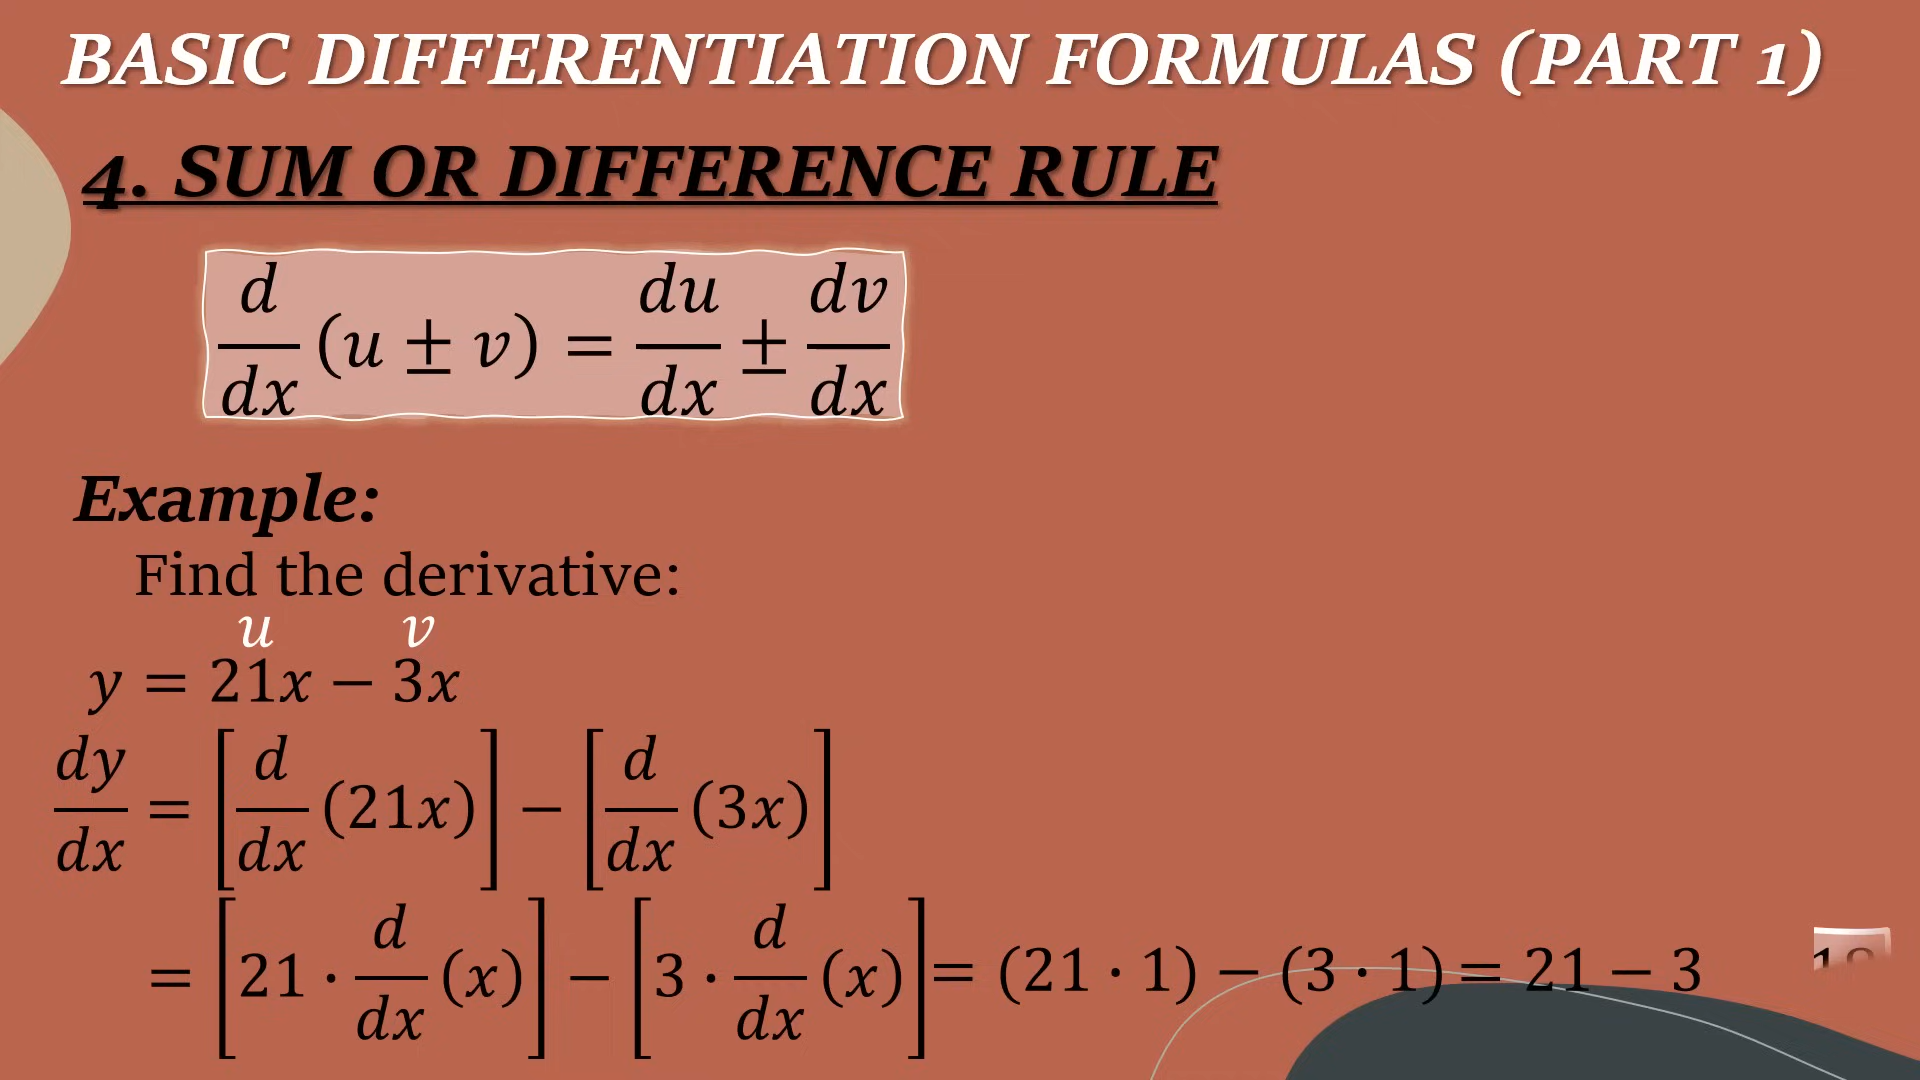 BASIC DIFFERENTIATION FORMULAS (PART 1)
4. SUM OR DIFFERENCE RULE
d/dx (u ± v) = du/dx ± dv/dx
Example:
Find the derivative:
u v
y = 21x − 3x
dy/dx = [d/dx (21x)] − [d/dx (3x)]
= [21 · d/dx (x)] − [3 · d/dx (x)] = (21 · 1) − (3 · 1) = 21 − 3